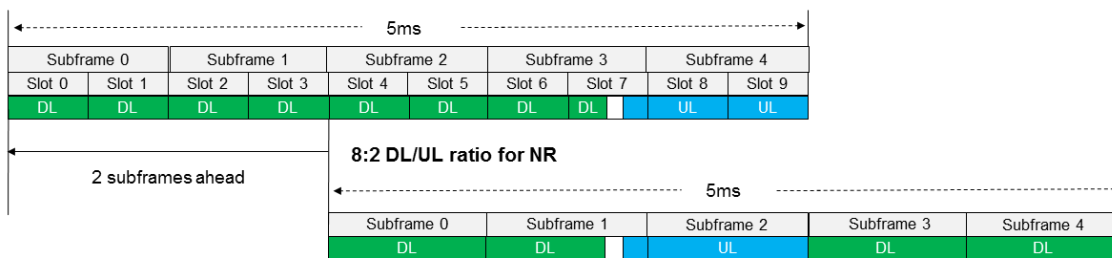 5ms
Subframe 0 Subframe 1 Subframe 2 Subframe 3 Subframe 4
Slot 0 Slot 1 Slot 2 Slot 3 Slot 4 Slot 5 Slot 6 Slot 7 Slot 8 Slot 9
DL DL DL DL DL DL DL DL UL UL
8:2 DL/UL ratio for NR
2 subframes ahead
5ms
Subframe 0 Subframe 1 Subframe 2 Subframe 3 Subframe 4
DL DL UL DL DL